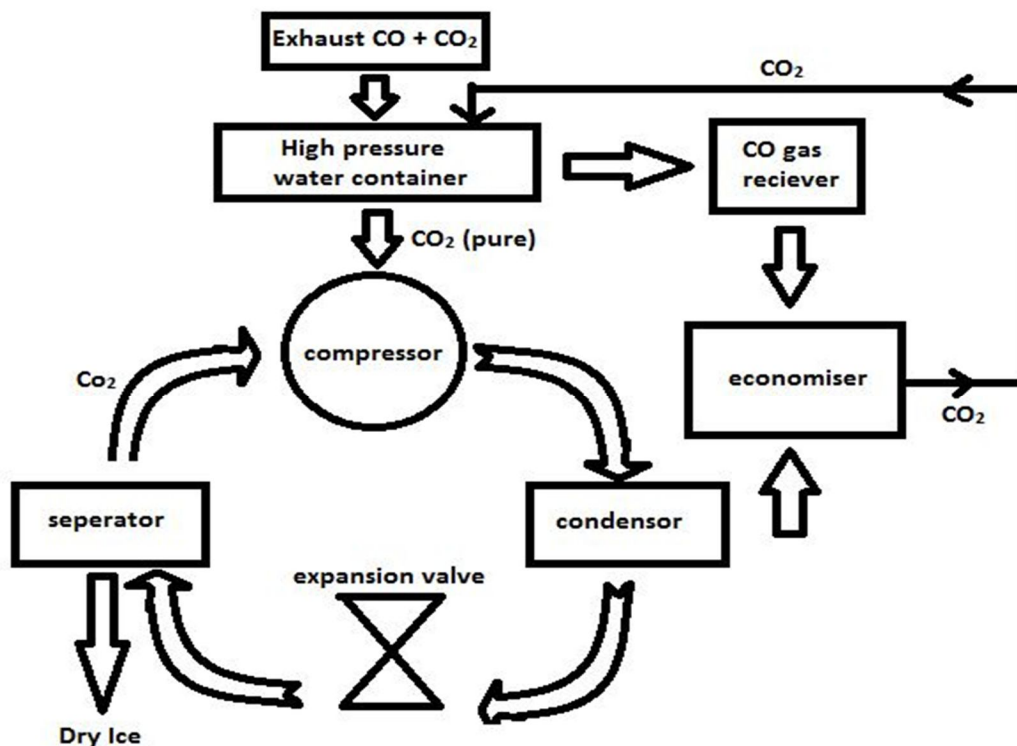 Exhaust CO + CO₂
CO₂
High pressure
water container
CO gas
reciever
CO₂ (pure)
compressor
Co₂
economiser
CO₂
seperator
condensor
expansion valve
Dry Ice